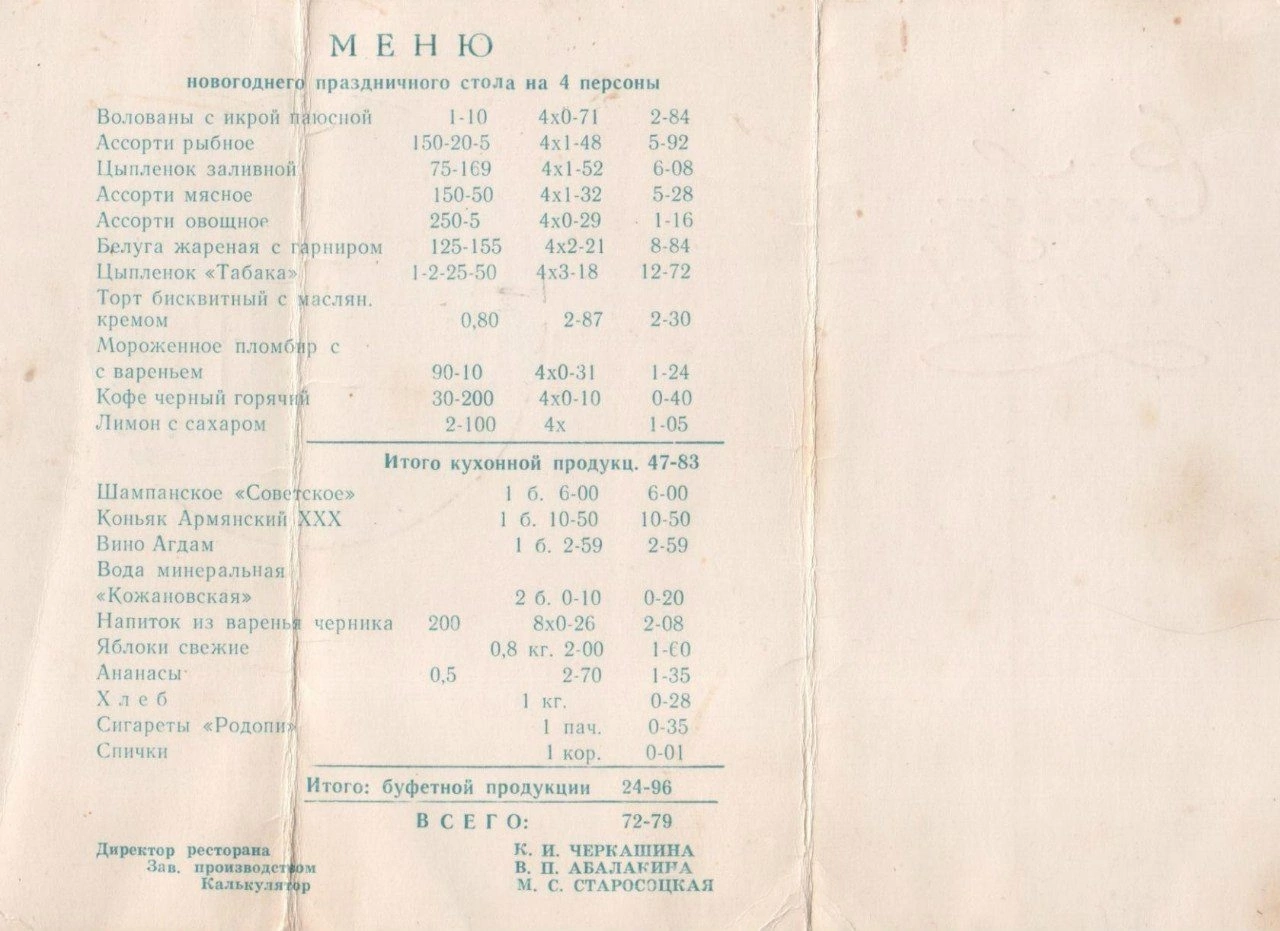 МЕНЮ
новогоднего праздничного стола на 4 персоны
Волованы с икрой паюсной 1-10 4х0-71 2-84
Ассорти рыбное 150-20-5 4х1-48 5-92
Цыпленок заливной 75-169 4х1-52 6-08
Ассорти мясное 150-50 4х1-32 5-28
Ассорти овощное 250-5 4х0-29 1-16
Белуга жареная с гарниром 125-155 4х2-21 8-84
Цыпленок «Табака» 1-2-25-50 4х3-18 12-72
Торт бисквитный с маслян.
кремом 0,80 2-87 2-30
Мороженное пломбир с
с вареньем 90-10 4х0-31 1-24
Кофе черный горячий 30-200 4х0-10 0-40
Лимон с сахаром 2-100 4х 1-05
Итого кухонной продукц. 47-83
Шампанское «Советское» 1 б. 6-00 6-00
Коньяк Армянский ХХХ 1 б. 10-50 10-50
Вино Агдам 1 б. 2-59 2-59
Вода минеральная
«Кожановская» 2 б. 0-10 0-20
Напиток из варенья черника 200 8х0-26 2-08
Яблоки свежие 0,8 кг. 2-00 1-60
Ананасы 0,5 2-70 1-35
Хлеб 1 кг. 0-28
Сигареты «Родопи» 1 пач. 0-35
Спички 1 кор. 0-01
Итого: буфетной продукции 24-96
ВСЕГО: 72-79
Директор ресторана К. И. ЧЕРКАШИНА
Зав. производством В. П. АБАЛАКИНА
Калькулятор М. С. СТАРОСОЦКАЯ